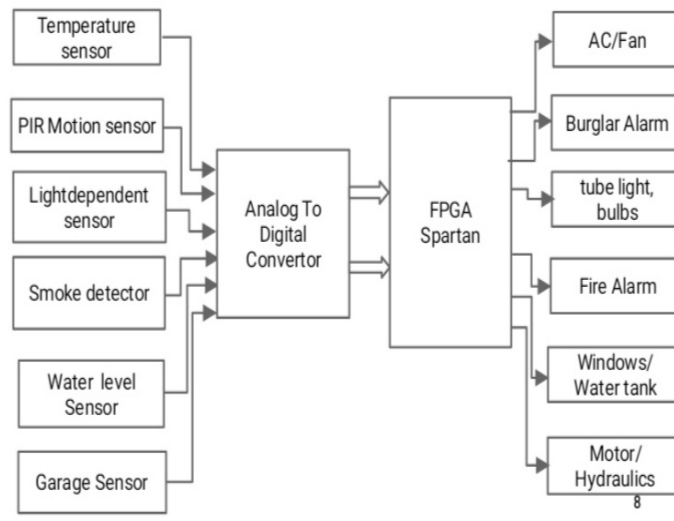 Temperature
sensor
PIR Motion sensor
Lightdependent
sensor
Smoke detector
Water level
Sensor
Garage Sensor
Analog To
Digital
Convertor
FPGA
Spartan
AC/Fan
Burglar Alarm
tube light,
bulbs
Fire Alarm
Windows/
Water tank
Motor/
Hydraulics
8